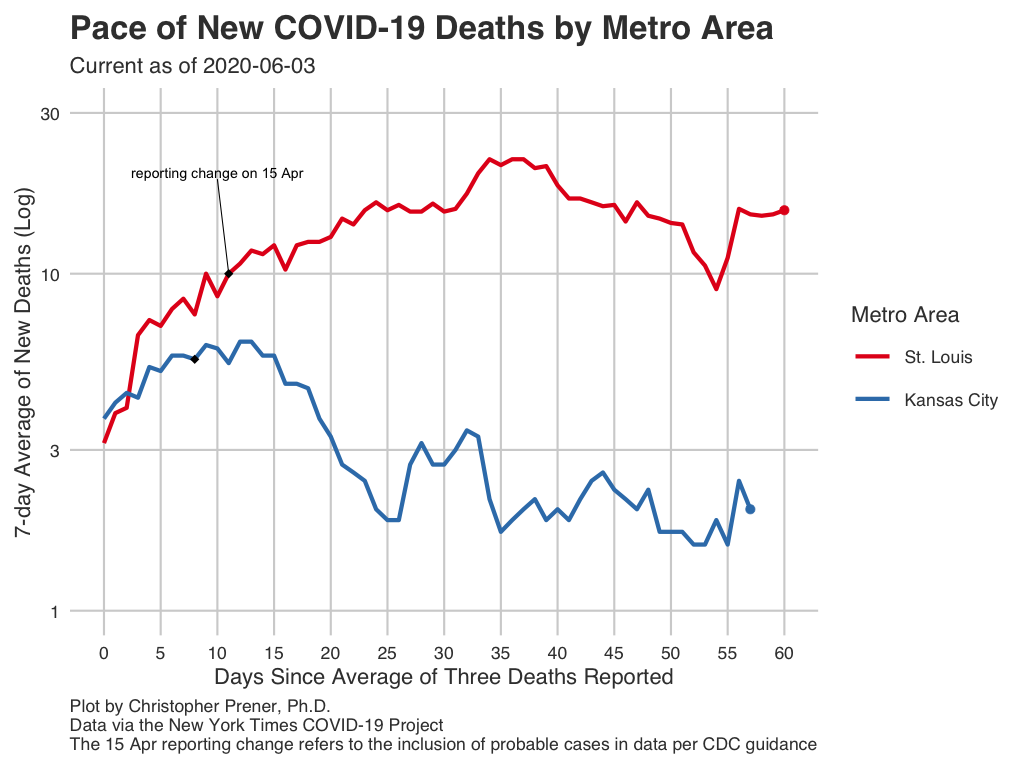 Pace of New COVID-19 Deaths by Metro Area
Current as of 2020-06-03
7-day Average of New Deaths (Log)
30
10
3
1
reporting change on 15 Apr
Metro Area
St. Louis
Kansas City
0 5 10 15 20 25 30 35 40 45 50 55 60
Days Since Average of Three Deaths Reported
Plot by Christopher Prener, Ph.D.
Data via the New York Times COVID-19 Project
The 15 Apr reporting change refers to the inclusion of probable cases in data per CDC guidance